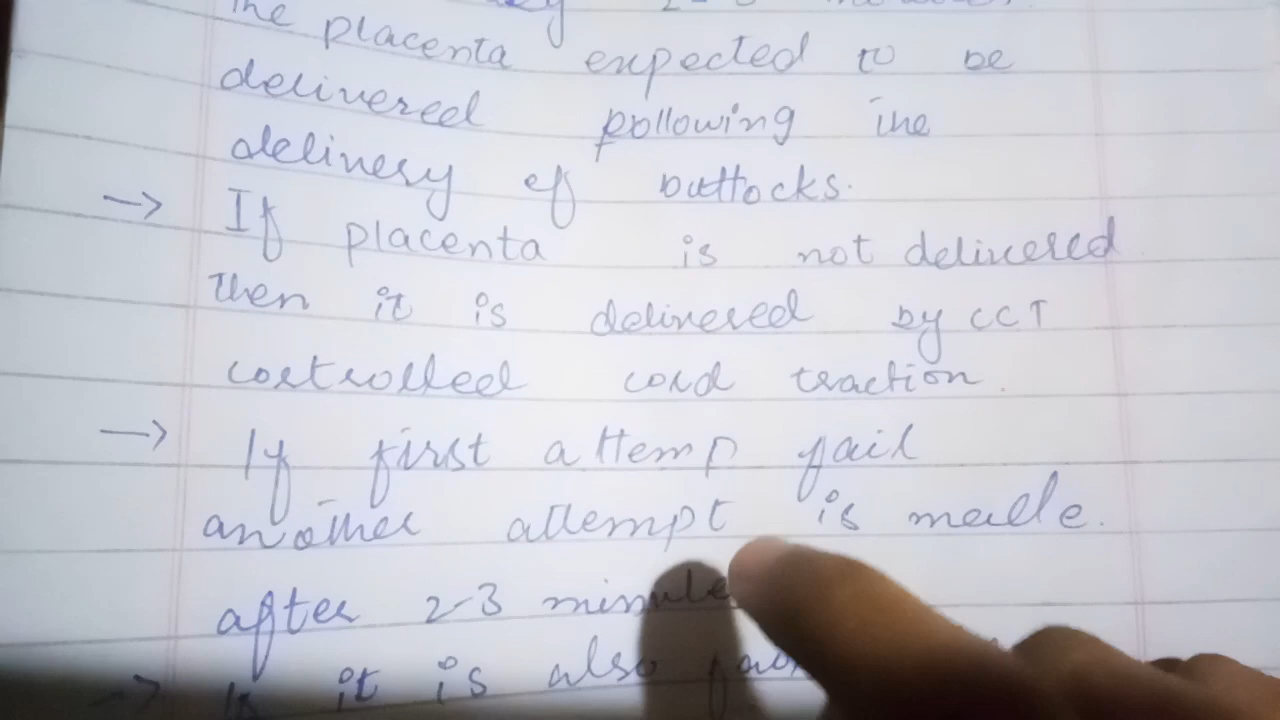 The placenta expected to be
delivered following the
delivery of buttocks.
→ If placenta is not delivered
then it is delivered by CCT
controlled cord traction.
→ If first attemp fail
another attempt is made.
after 2-3 minute
→ If it is also